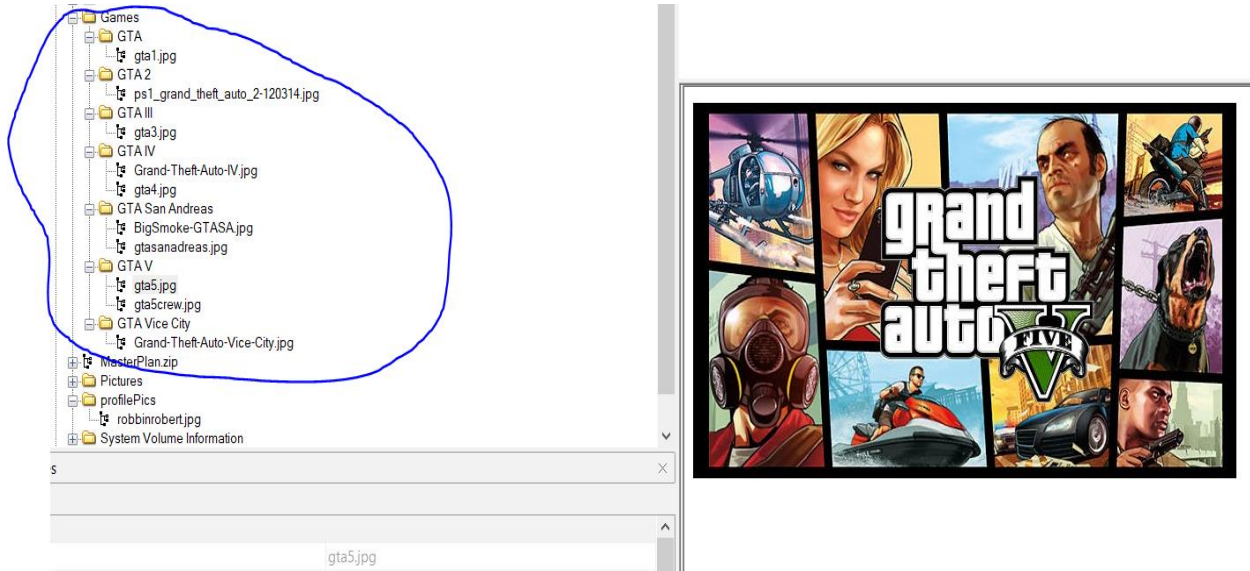 Games
GTA
gta1.jpg
GTA 2
ps1_grand_theft_auto_2-120314.jpg
GTA III
gta3.jpg
GTA IV
Grand-Theft-Auto-IV.jpg
gta4.jpg
GTA San Andreas
BigSmoke-GTASA.jpg
gtasanadreas.jpg
GTA V
gta5.jpg
gta5crew.jpg
GTA Vice City
Grand-Theft-Auto-Vice-City.jpg
MasterPlan.zip
Pictures
profilePics
robbinrobert.jpg
System Volume Information
s
gta5.jpg
grand
theft
auto
V
FIVE